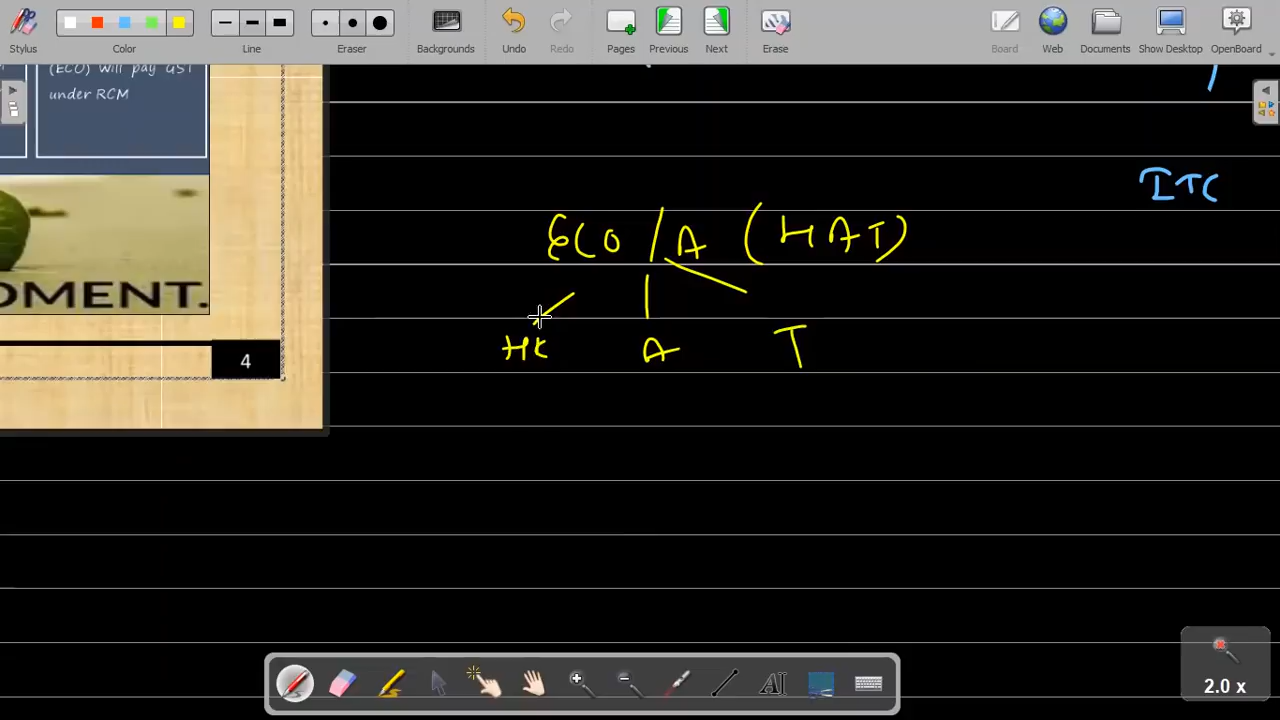 Stylus
Color
Line
Eraser
Backgrounds
Undo
Redo
Pages
Previous
Next
Erase
Board
Web
Documents
Show Desktop
OpenBoard
(ECO) will pay GST
under RCM
ITC
ECO / A (HAT)
HK A T
OMENT.
4
2.0 x